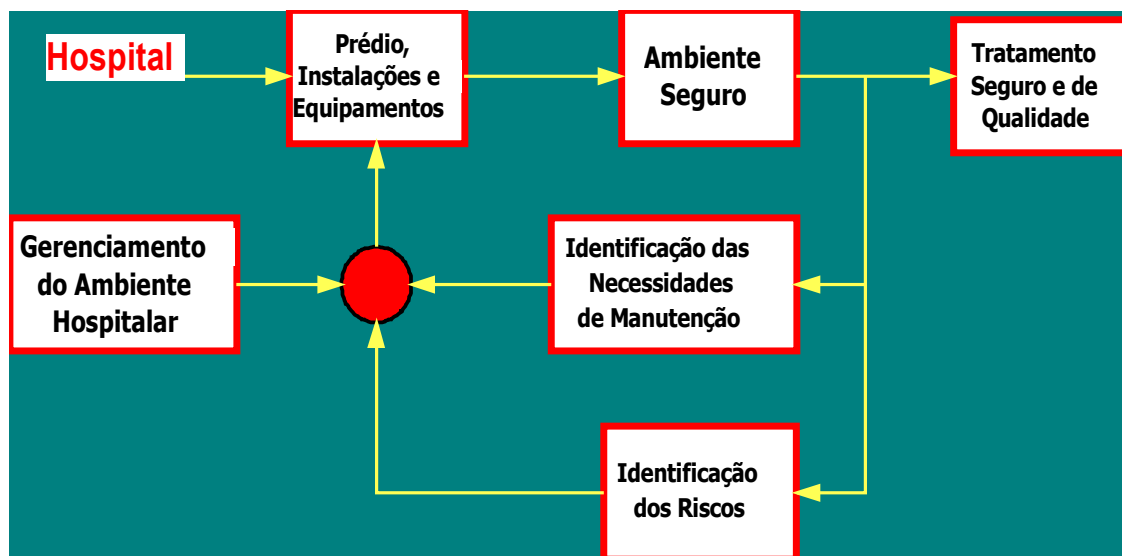 Hospital
Prédio,
Instalações e
Equipamentos
Ambiente
Seguro
Tratamento
Seguro e de
Qualidade
Gerenciamento
do Ambiente
Hospitalar
Identificação das
Necessidades
de Manutenção
Identificação
dos Riscos